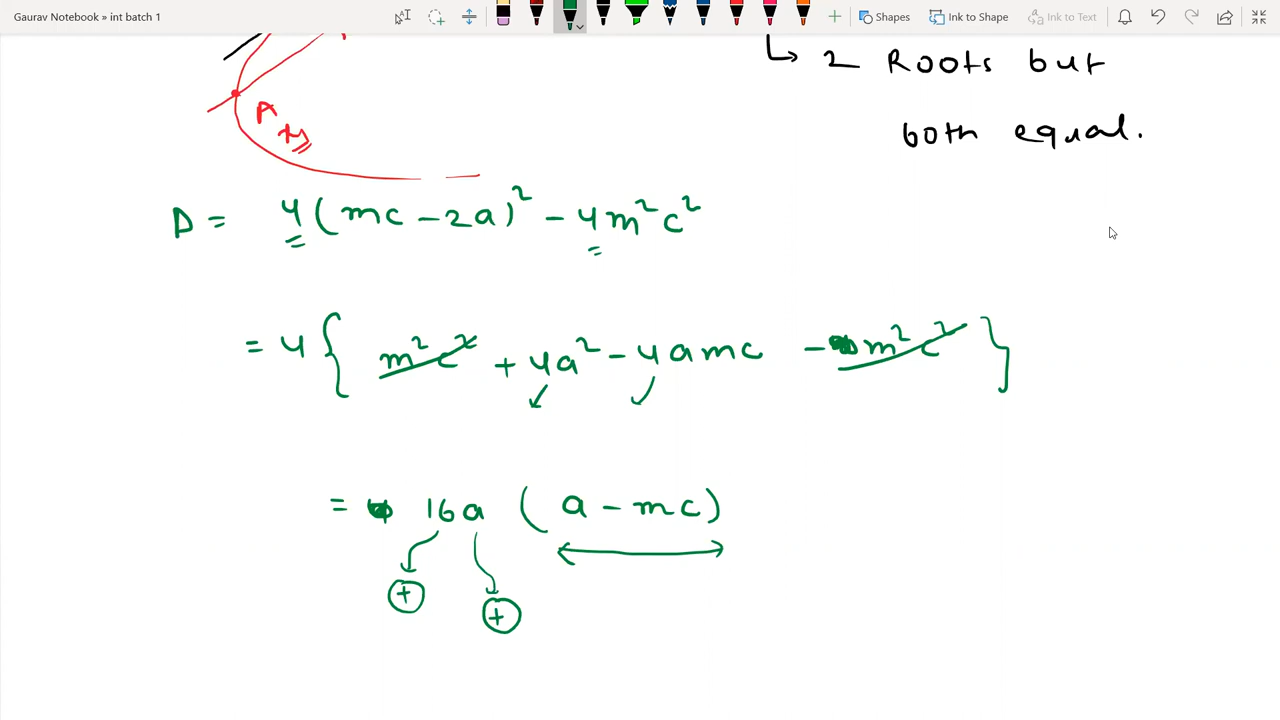 Gaurav Notebook » int batch 1
Shapes
Ink to Shape
Ink to Text
↳ 2 Roots but
both equal.
A
D = 4(mc - 2a)² - 4m²c²
= 4{ m²c² + 4a² - 4amc - m²c² }
= 16a (a - mc)
+
+